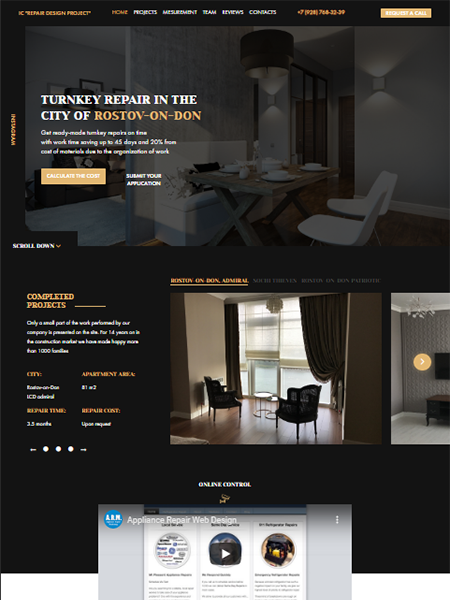 IC "REPAIR DESIGN PROJECT"
HOME PROJECTS MESUREMENT TEAM REVIEWS CONTACTS
+7 (928) 768-32-39
REQUEST A CALL
INSTAGRAM
TURNKEY REPAIR IN THE
CITY OF ROSTOV-ON-DON
Get ready-made turnkey repairs on time
with work time saving up to 45 days and 20% from
cost of materials due to the organization of work
CALCULATE THE COST
SUBMIT YOUR
APPLICATION
SCROLL DOWN
ROSTOV-ON-DON, ADMIRAL
ROSTOV-ON-DON PATRIOTIC
COMPLETED
PROJECTS
Only a small part of the work performed by our
company is presented on the site. For 14 years on in
the construction market we have made happy more
than 1000 families
CITY: APARTMENT AREA:
Rostov-on-Don 81 m2
LCD admiral
REPAIR TIME: REPAIR COST:
3.5 months Upon request
ONLINE CONTROL
A.R.M.
Appliance Repair Web Design